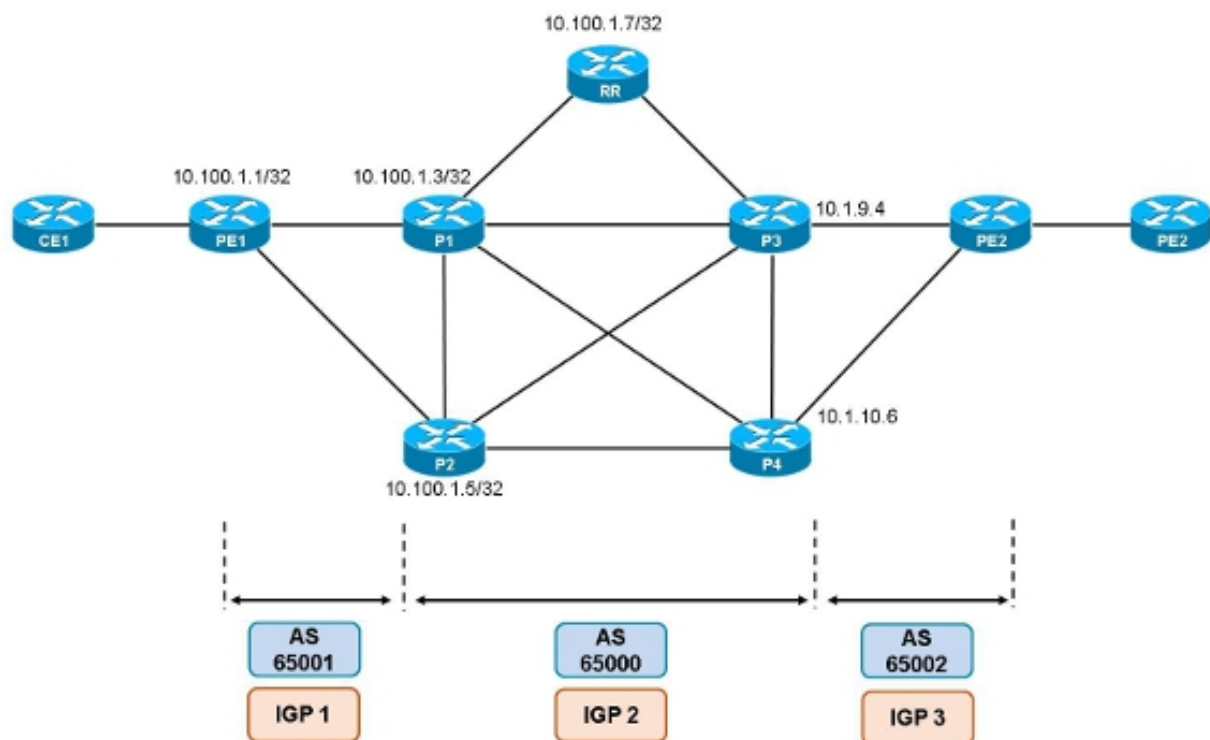 10.100.1.7/32
RR
10.100.1.1/32
10.100.1.3/32
10.1.9.4
CE1
PE1
P1
P3
PE2
PE2
10.1.10.6
P2
P4
10.100.1.5/32
AS
65001
AS
65000
AS
65002
IGP 1
IGP 2
IGP 3